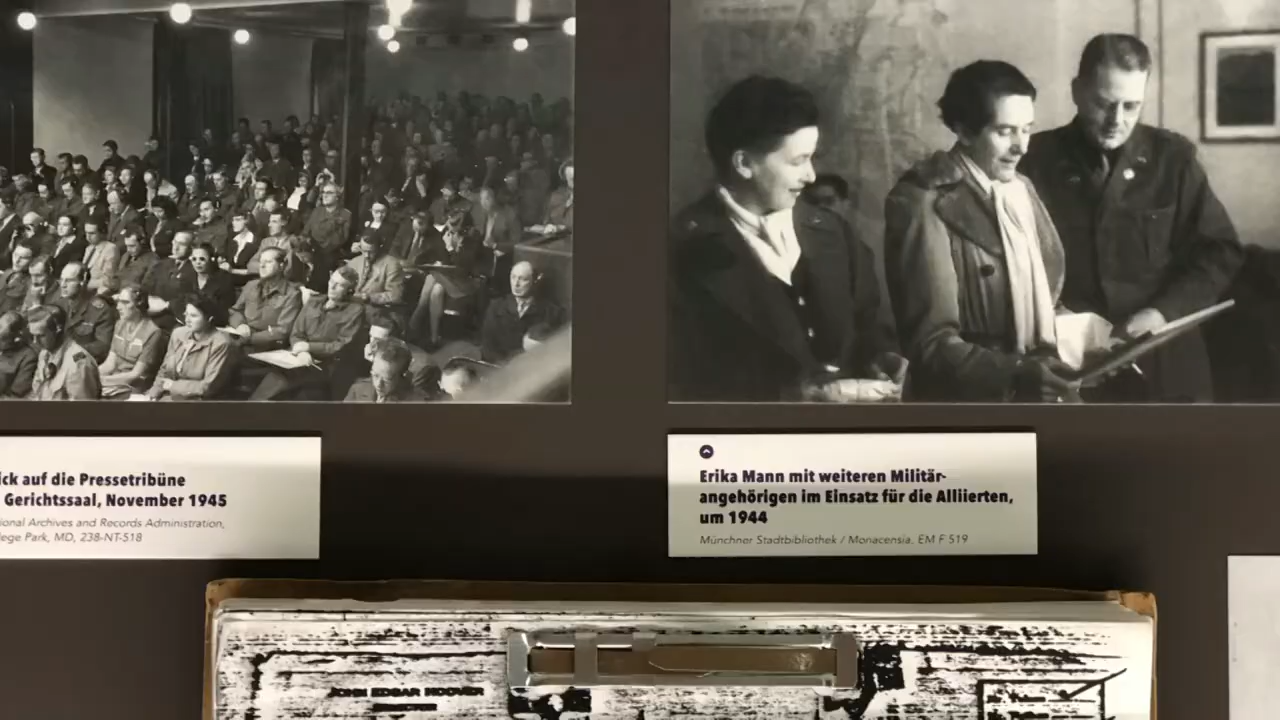 ick auf die Pressetribüne
Gerichtssaal, November 1945
ional Archives and Records Administration,
lege Park, MD, 238-NT-518
Erika Mann mit weiteren Militär-
angehörigen im Einsatz für die Alliierten,
um 1944
Münchner Stadtbibliothek / Monacensia, EM F 519
JOHN EDGAR HOOVER